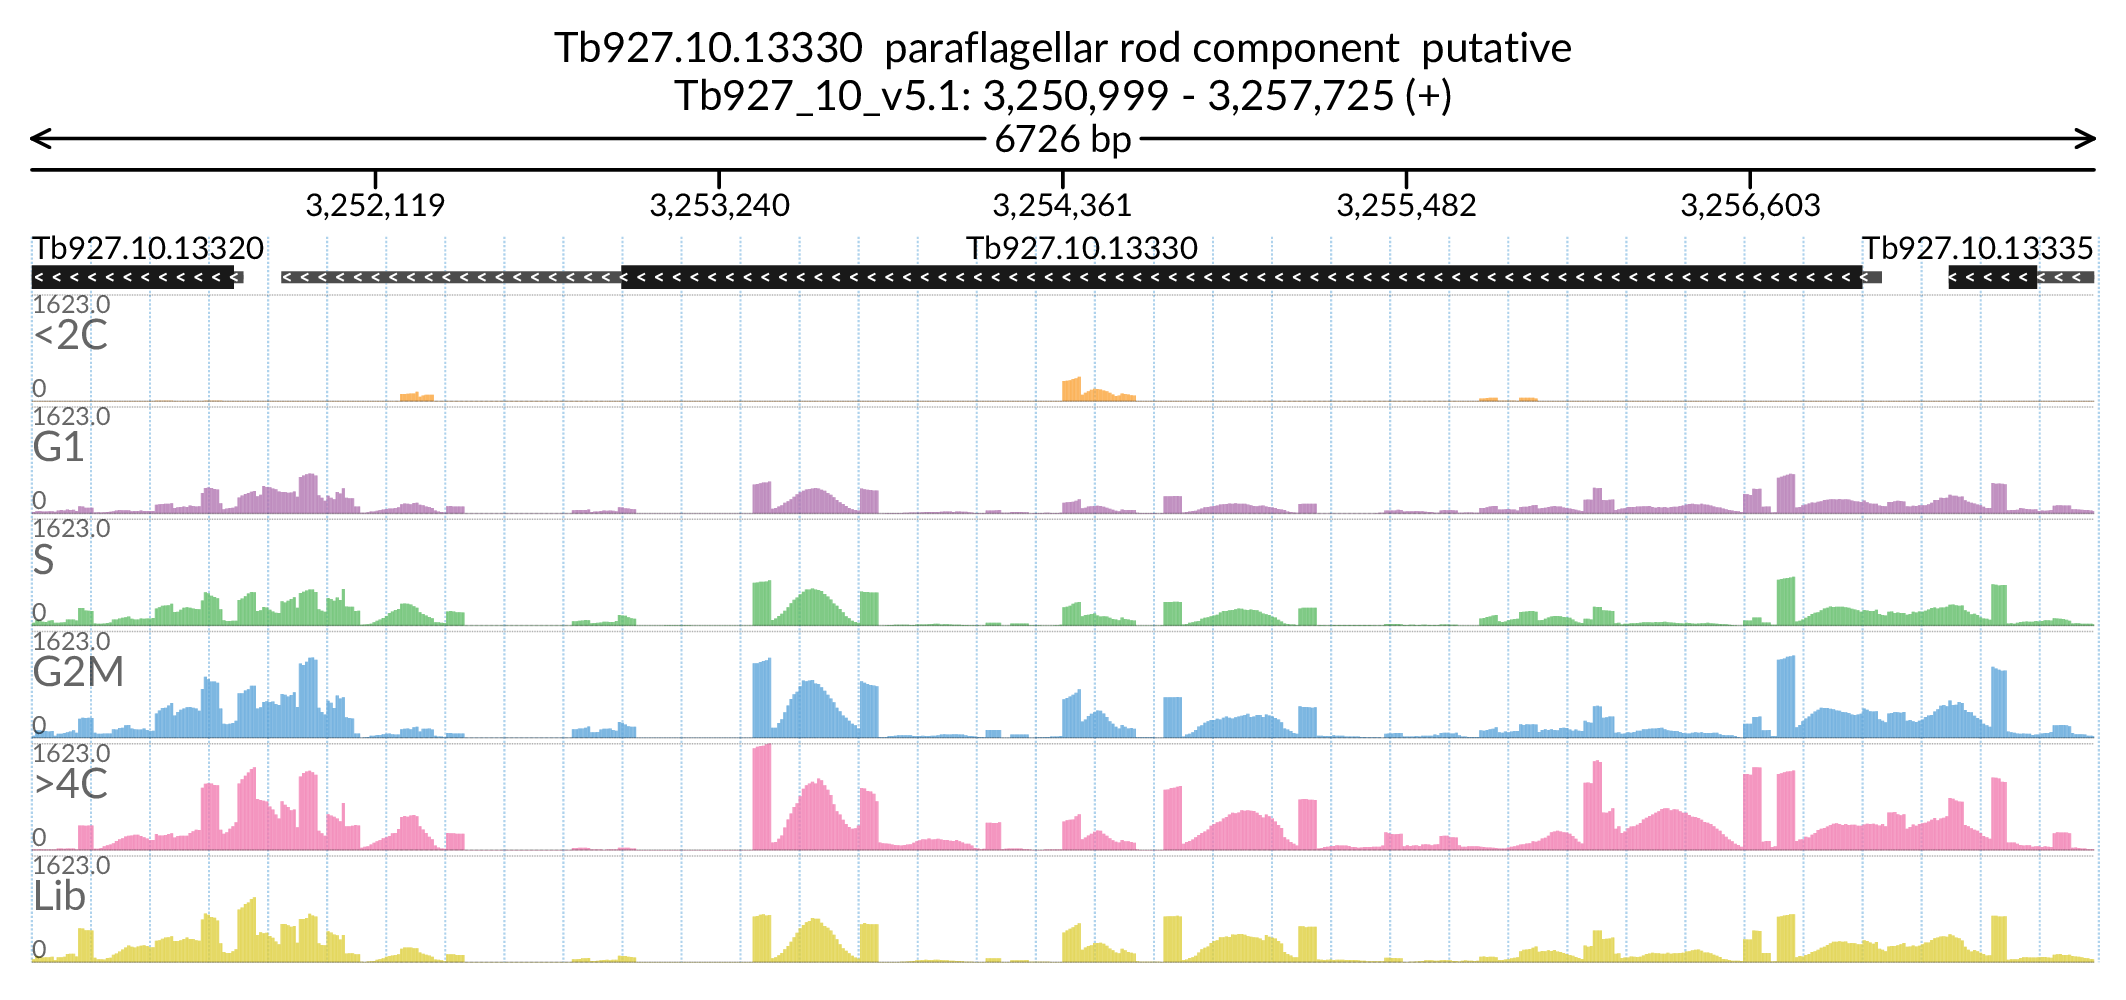 Tb927.10.13330  paraflagellar rod component  putative
Tb927_10_v5.1: 3,250,999 - 3,257,725 (+)
6726 bp
3,252,119 3,253,240 3,254,361 3,255,482 3,256,603
Tb927.10.13320 Tb927.10.13330 Tb927.10.13335
1623.0
<2C
0
1623.0
G1
0
1623.0
S
0
1623.0
G2M
0
1623.0
>4C
0
1623.0
Lib
0